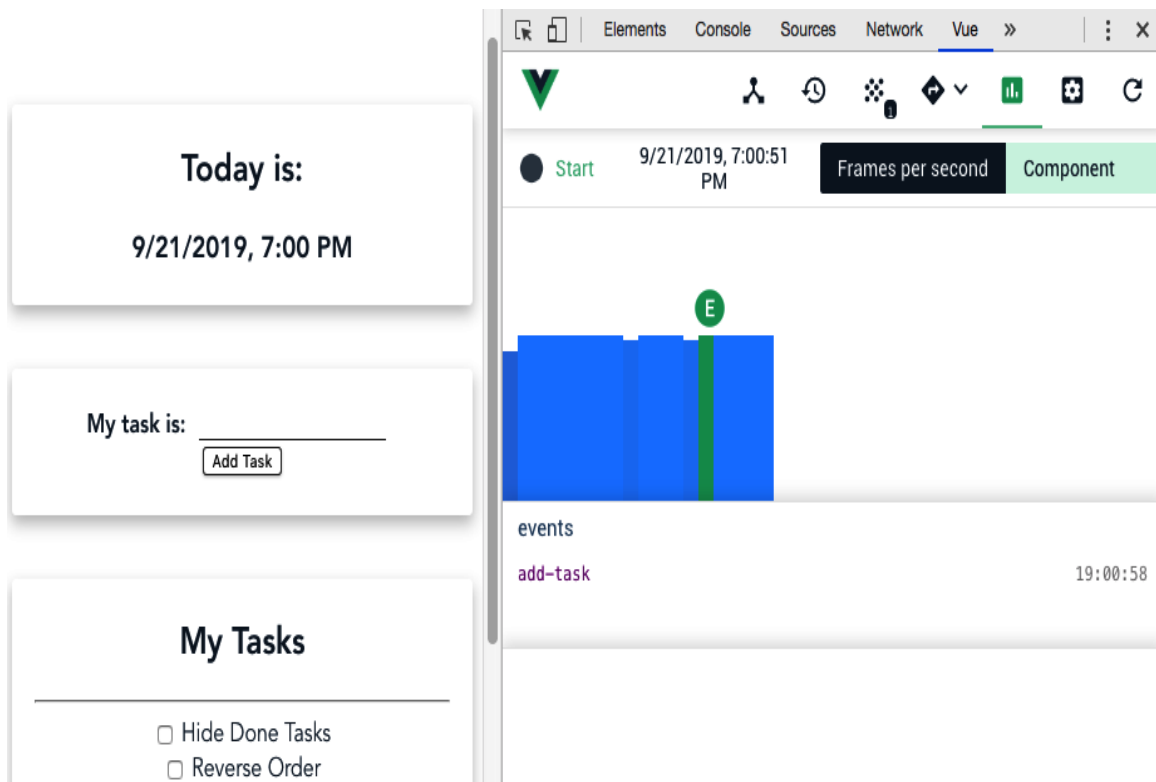 Today is:
9/21/2019, 7:00 PM
My task is:
Add Task
My Tasks
Hide Done Tasks
Reverse Order
Elements Console Sources Network Vue »
1
Start
9/21/2019, 7:00:51
PM
Frames per second
Component
E
events
add-task 19:00:58